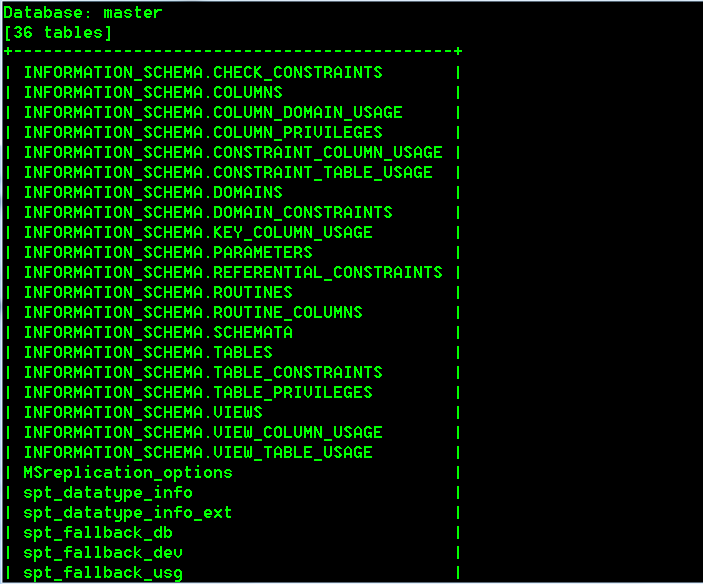 Database: master
[36 tables]
+--------------------------------------------+
| INFORMATION_SCHEMA.CHECK_CONSTRAINTS |
| INFORMATION_SCHEMA.COLUMNS |
| INFORMATION_SCHEMA.COLUMN_DOMAIN_USAGE |
| INFORMATION_SCHEMA.COLUMN_PRIVILEGES |
| INFORMATION_SCHEMA.CONSTRAINT_COLUMN_USAGE |
| INFORMATION_SCHEMA.CONSTRAINT_TABLE_USAGE |
| INFORMATION_SCHEMA.DOMAINS |
| INFORMATION_SCHEMA.DOMAIN_CONSTRAINTS |
| INFORMATION_SCHEMA.KEY_COLUMN_USAGE |
| INFORMATION_SCHEMA.PARAMETERS |
| INFORMATION_SCHEMA.REFERENTIAL_CONSTRAINTS |
| INFORMATION_SCHEMA.ROUTINES |
| INFORMATION_SCHEMA.ROUTINE_COLUMNS |
| INFORMATION_SCHEMA.SCHEMATA |
| INFORMATION_SCHEMA.TABLES |
| INFORMATION_SCHEMA.TABLE_CONSTRAINTS |
| INFORMATION_SCHEMA.TABLE_PRIVILEGES |
| INFORMATION_SCHEMA.VIEWS |
| INFORMATION_SCHEMA.VIEW_COLUMN_USAGE |
| INFORMATION_SCHEMA.VIEW_TABLE_USAGE |
| MSreplication_options |
| spt_datatype_info |
| spt_datatype_info_ext |
| spt_fallback_db |
| spt_fallback_dev |
| spt_fallback_usg |